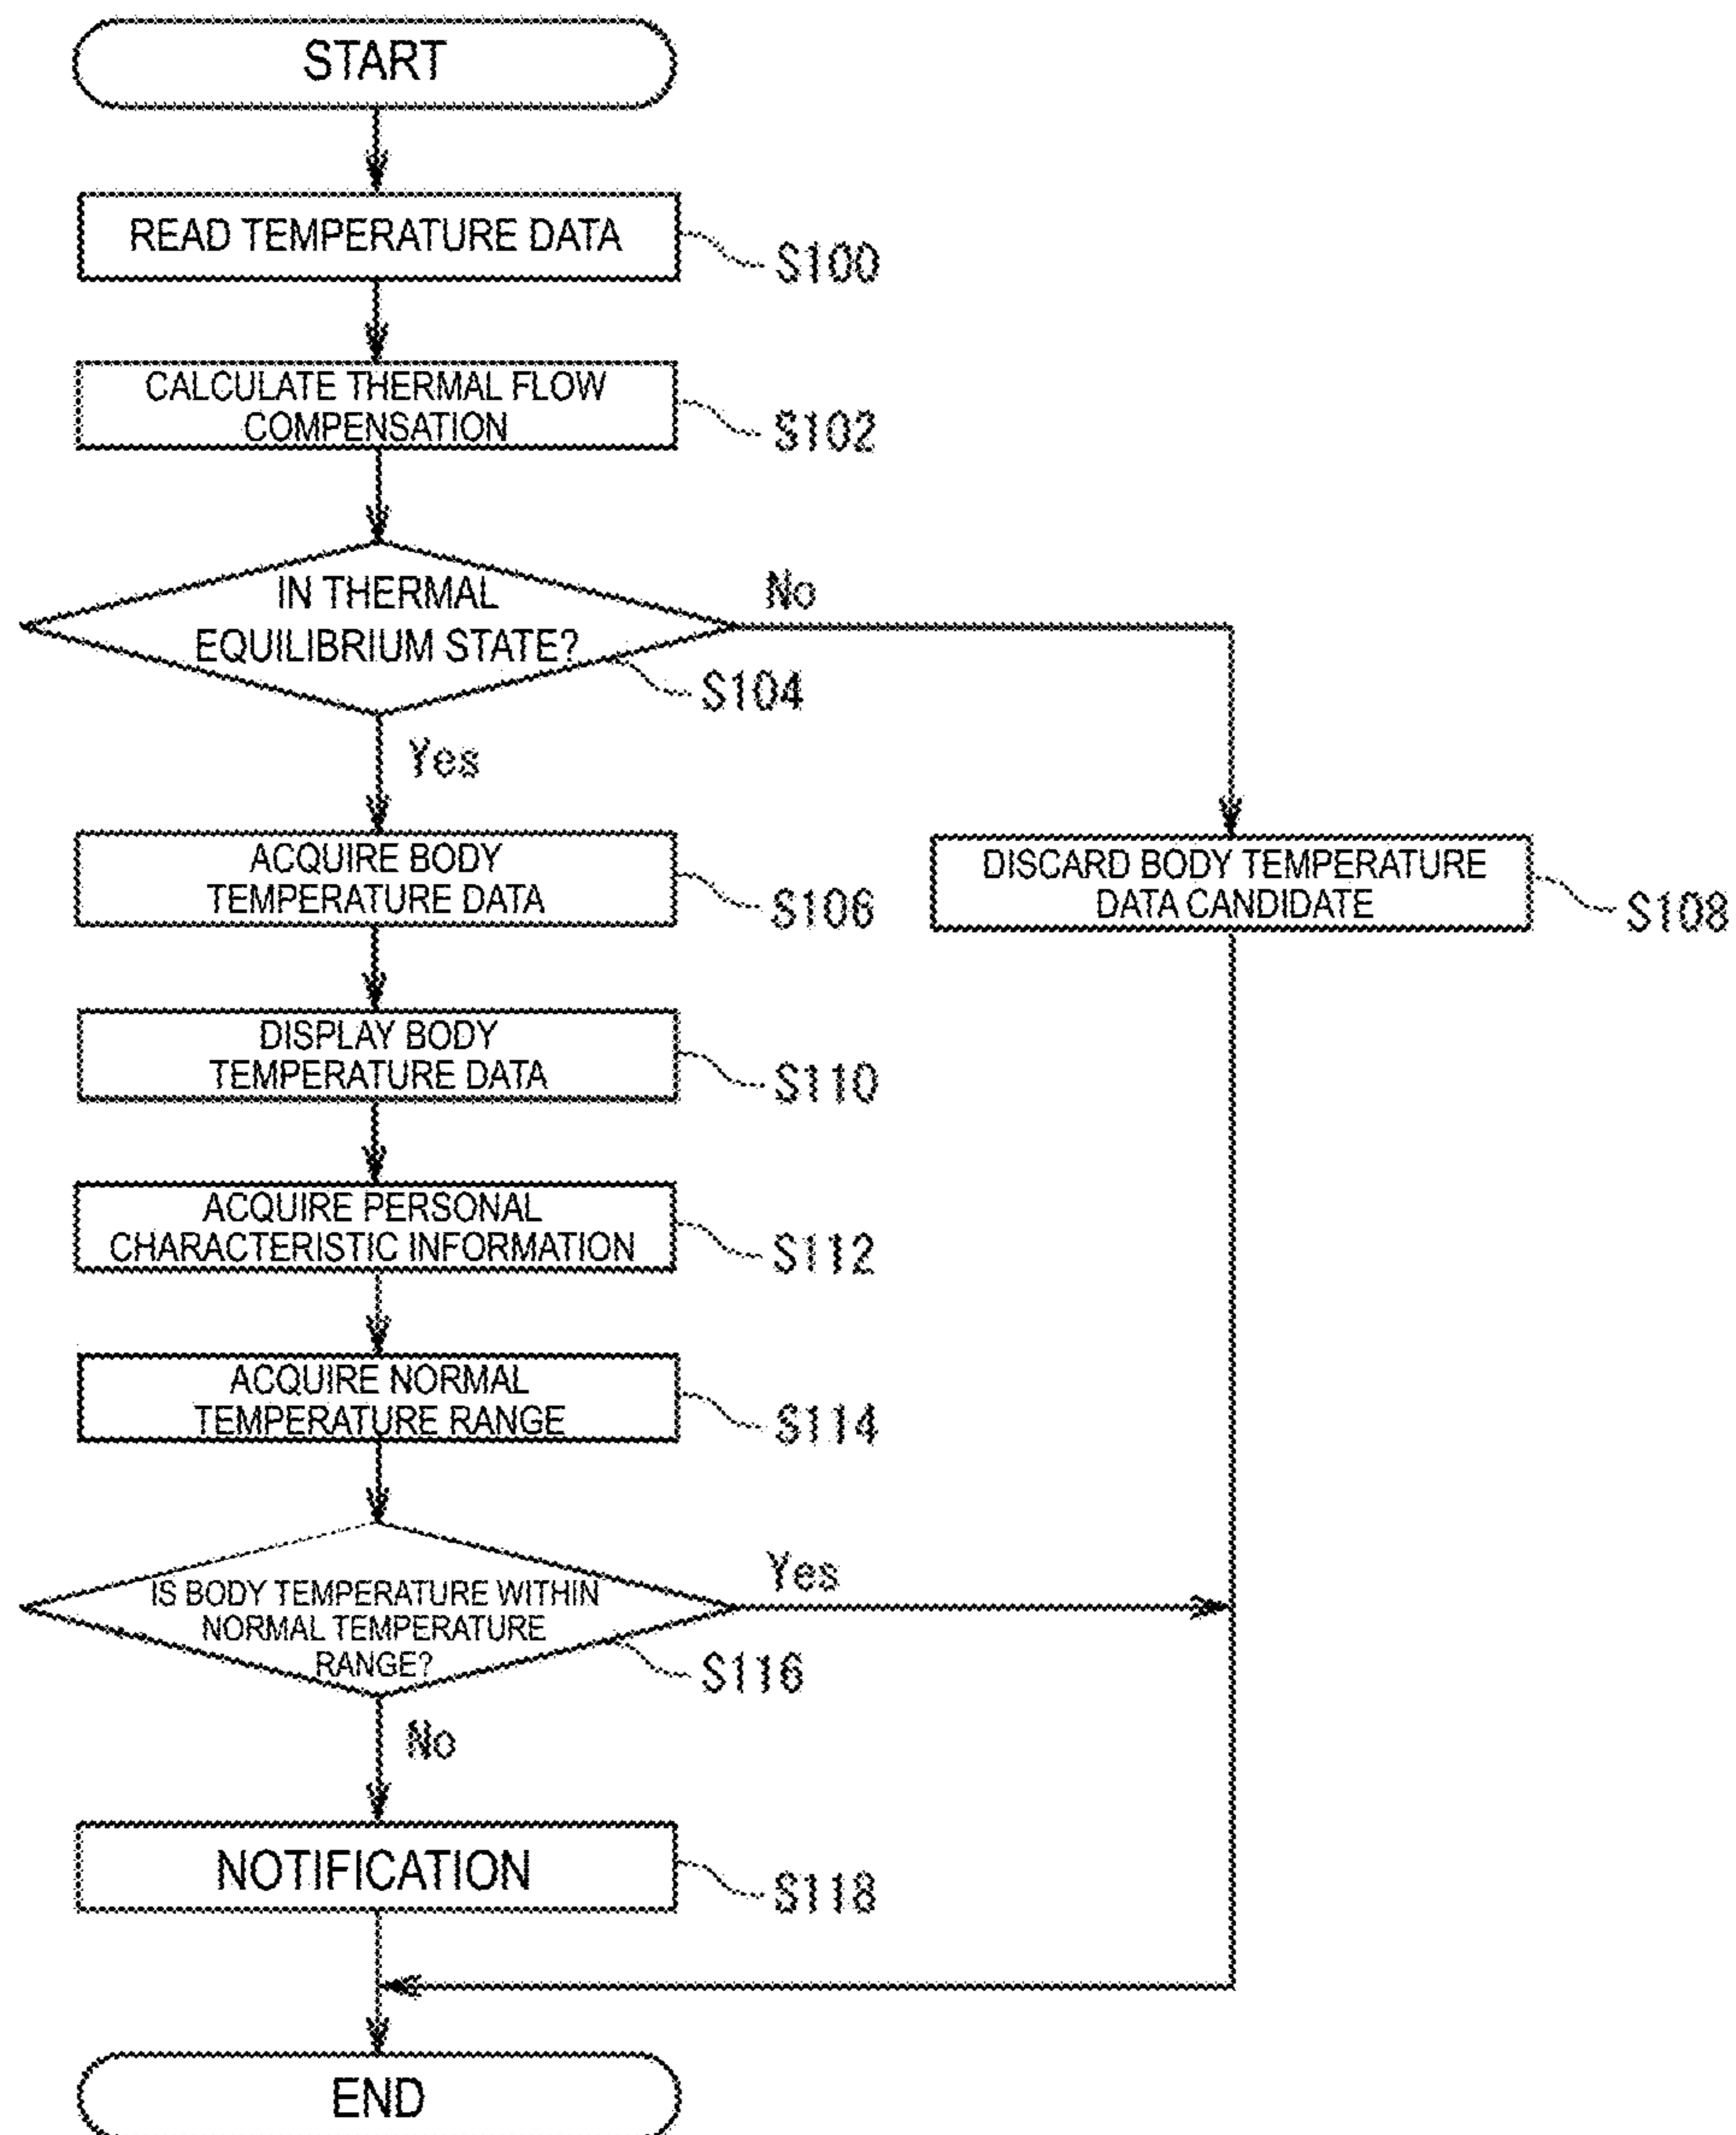 START
READ TEMPERATURE DATA
S100
CALCULATE THERMAL FLOW
COMPENSATION
S102
IN THERMAL
EQUILIBRIUM STATE?
No
S104
Yes
ACQUIRE BODY
TEMPERATURE DATA
S106
DISCARD BODY TEMPERATURE
DATA CANDIDATE
S108
DISPLAY BODY
TEMPERATURE DATA
S110
ACQUIRE PERSONAL
CHARACTERISTIC INFORMATION
S112
ACQUIRE NORMAL
TEMPERATURE RANGE
S114
IS BODY TEMPERATURE WITHIN
NORMAL TEMPERATURE
RANGE?
Yes
S116
No
NOTIFICATION
S118
END